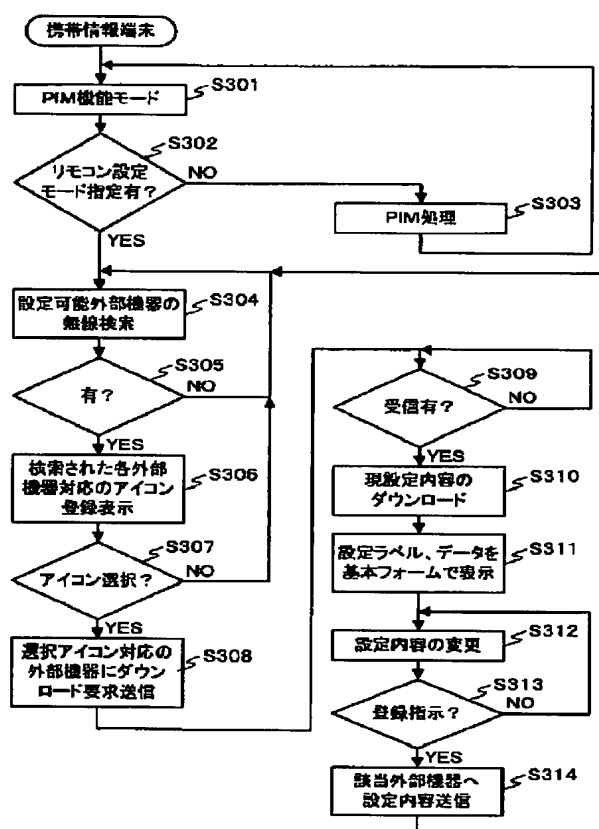 携帯情報端末
PIM機能モード
S301
リモコン設定
モード指定有?
S302
NO
YES
PIM処理
S303
設定可能外部機器の
無線検索
S304
有?
S305
NO
YES
検索された各外部
機器対応のアイコン
登録表示
S306
アイコン選択?
S307
NO
YES
選択アイコン対応の
外部機器にダウン
ロード要求送信
S308
受信有?
S309
NO
YES
現設定内容の
ダウンロード
S310
設定ラベル、データを
基本フォームで表示
S311
設定内容の変更
S312
登録指示?
S313
NO
YES
該当外部機器へ
設定内容送信
S314